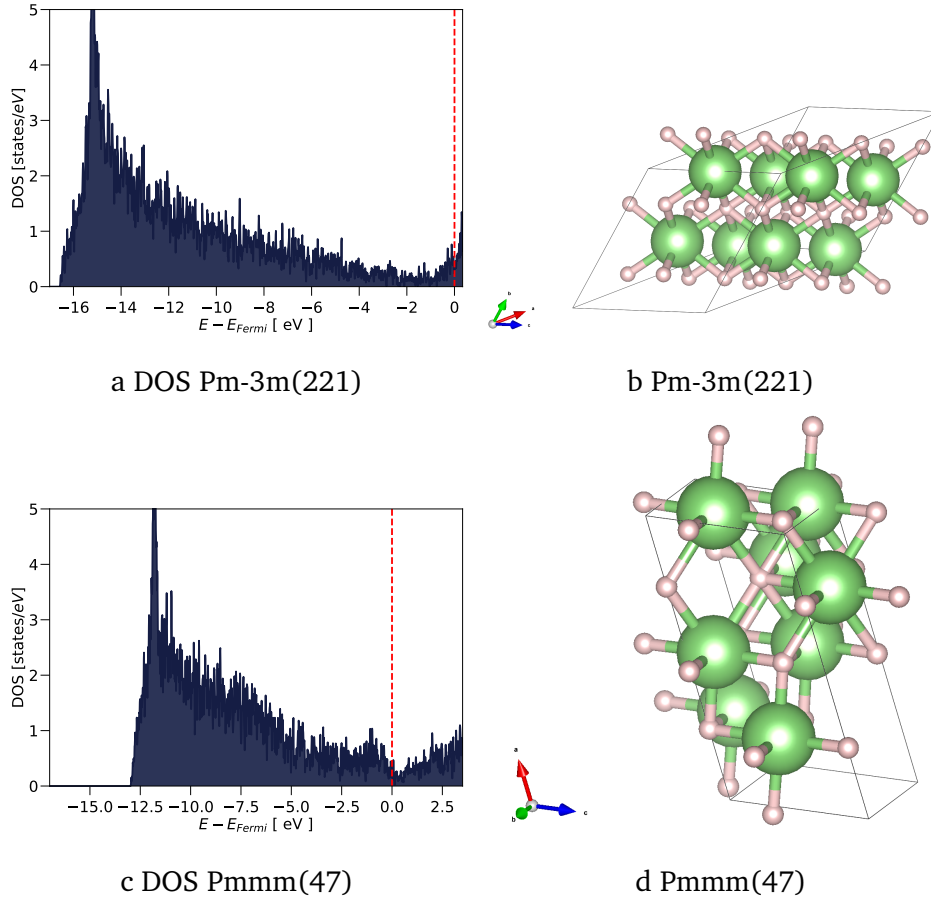 5
4
3
2
1
0
DOS [states/eV]
−16 −14 −12 −10 −8 −6 −4 −2 0
E − E_Fermi [ eV ]
b
a
c
a DOS Pm-3m(221)
b Pm-3m(221)
5
4
3
2
1
0
DOS [states/eV]
-15.0 -12.5 -10.0 -7.5 -5.0 -2.5 0.0 2.5
E − E_Fermi [ eV ]
a
b
c
c DOS Pmmm(47)
d Pmmm(47)